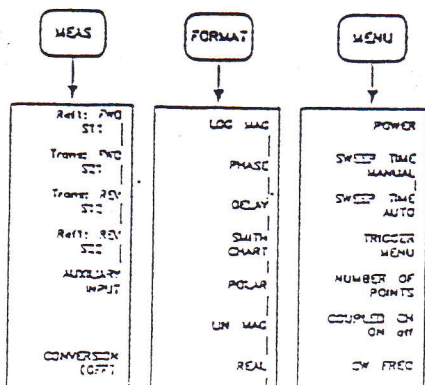 MEAS
Refl: FWD
S11
Trans: FWD
S21
Trans: REV
S12
Refl: REV
S22
AUXILIARY
INPUT
CONVERSION
[OFF]
FORMAT
LOG MAG
PHASE
DELAY
SMITH
CHART
POLAR
LIN MAG
REAL
MENU
POWER
SWEEP TIME
MANUAL
SWEEP TIME
AUTO
TRIGGER
MENU
NUMBER OF
POINTS
COUPLED CH
ON off
CW FREQ